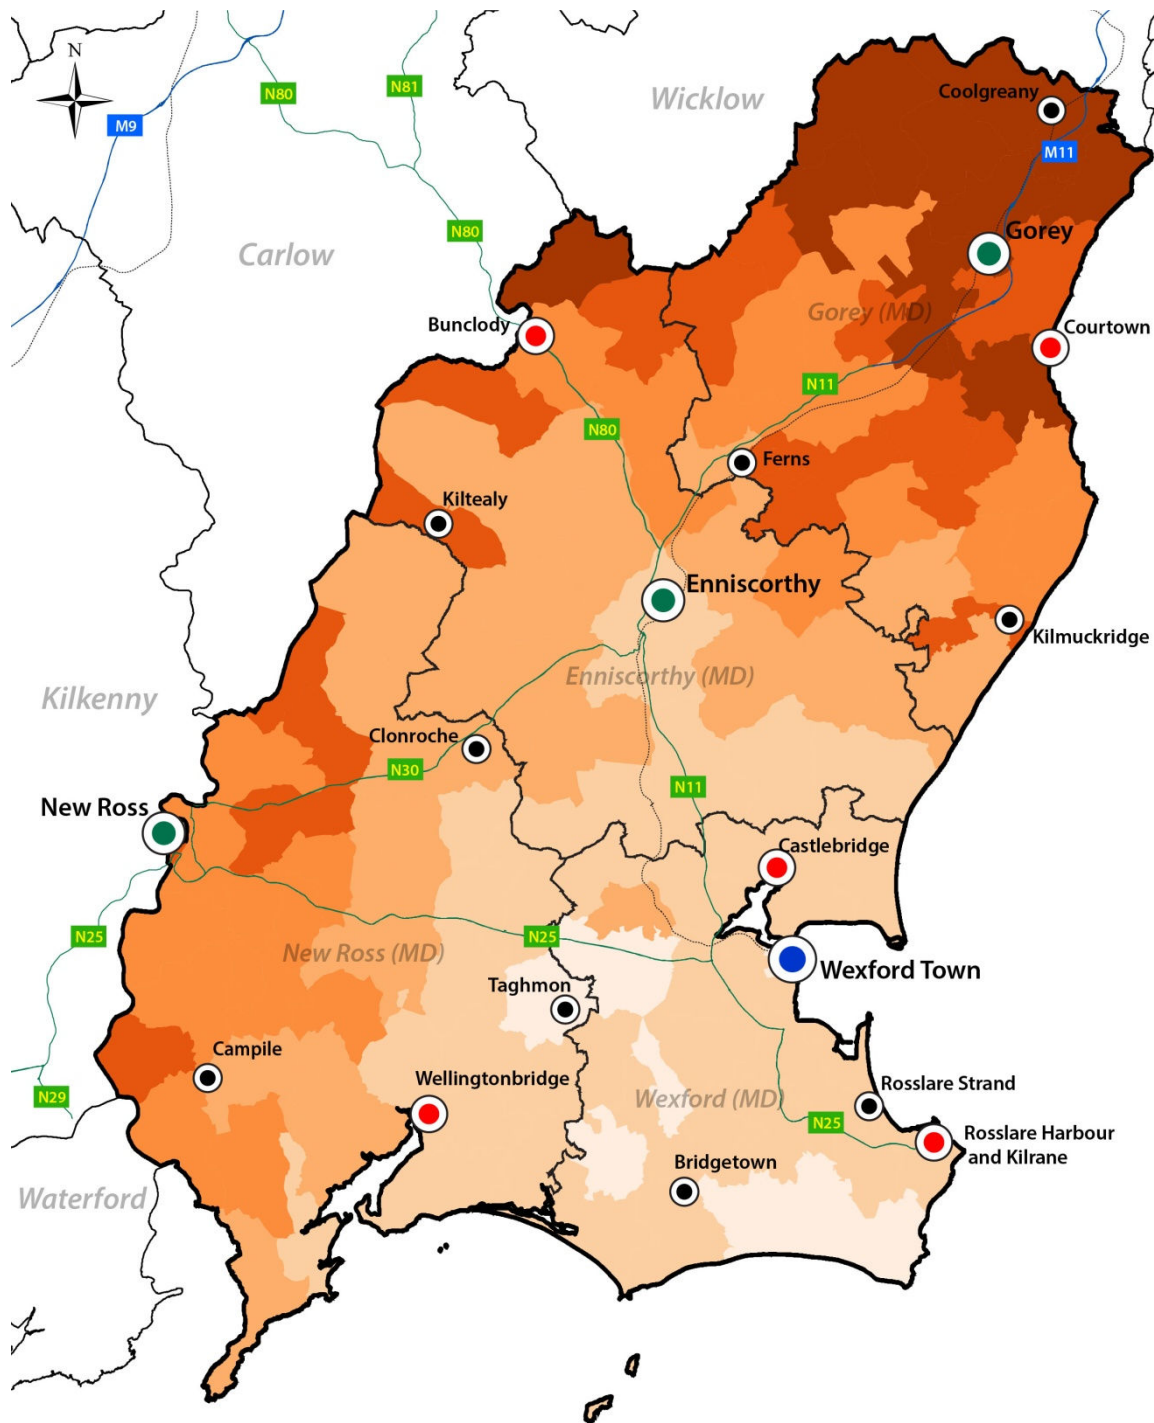 N
N80
N81
Wicklow
Coolgreany
M9
M11
N80
Gorey
Carlow
Gorey (MD)
Bunclody
Courtown
N11
N80
Ferns
Kiltealy
Enniscorthy
Kilmuckridge
Enniscorthy (MD)
Kilkenny
Clonroche
N30
N11
New Ross
Castlebridge
N25
N25
New Ross (MD)
Wexford Town
Taghmon
Campile
Wellingtonbridge
Rosslare Strand
N29
Wexford (MD)
N25
Rosslare Harbour
and Kilrane
Bridgetown
Waterford